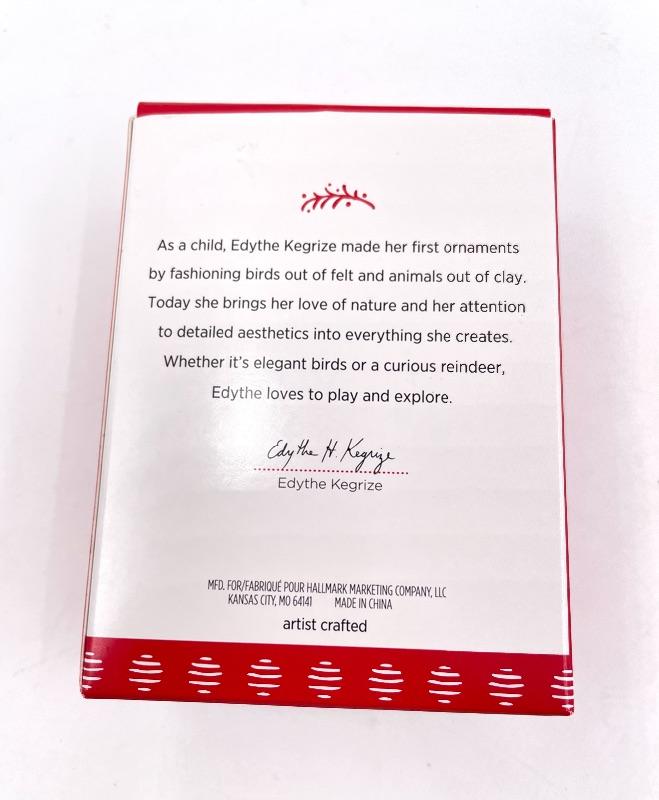 As a child, Edythe Kegrize made her first ornaments
by fashioning birds out of felt and animals out of clay.
Today she brings her love of nature and her attention
to detailed aesthetics into everything she creates.
Whether it's elegant birds or a curious reindeer,
Edythe loves to play and explore.
Edythe H. Kegrize
Edythe Kegrize
MFD. FOR/FABRIQUÉ POUR HALLMARK MARKETING COMPANY, LLC
KANSAS CITY, MO 64141 MADE IN CHINA
artist crafted